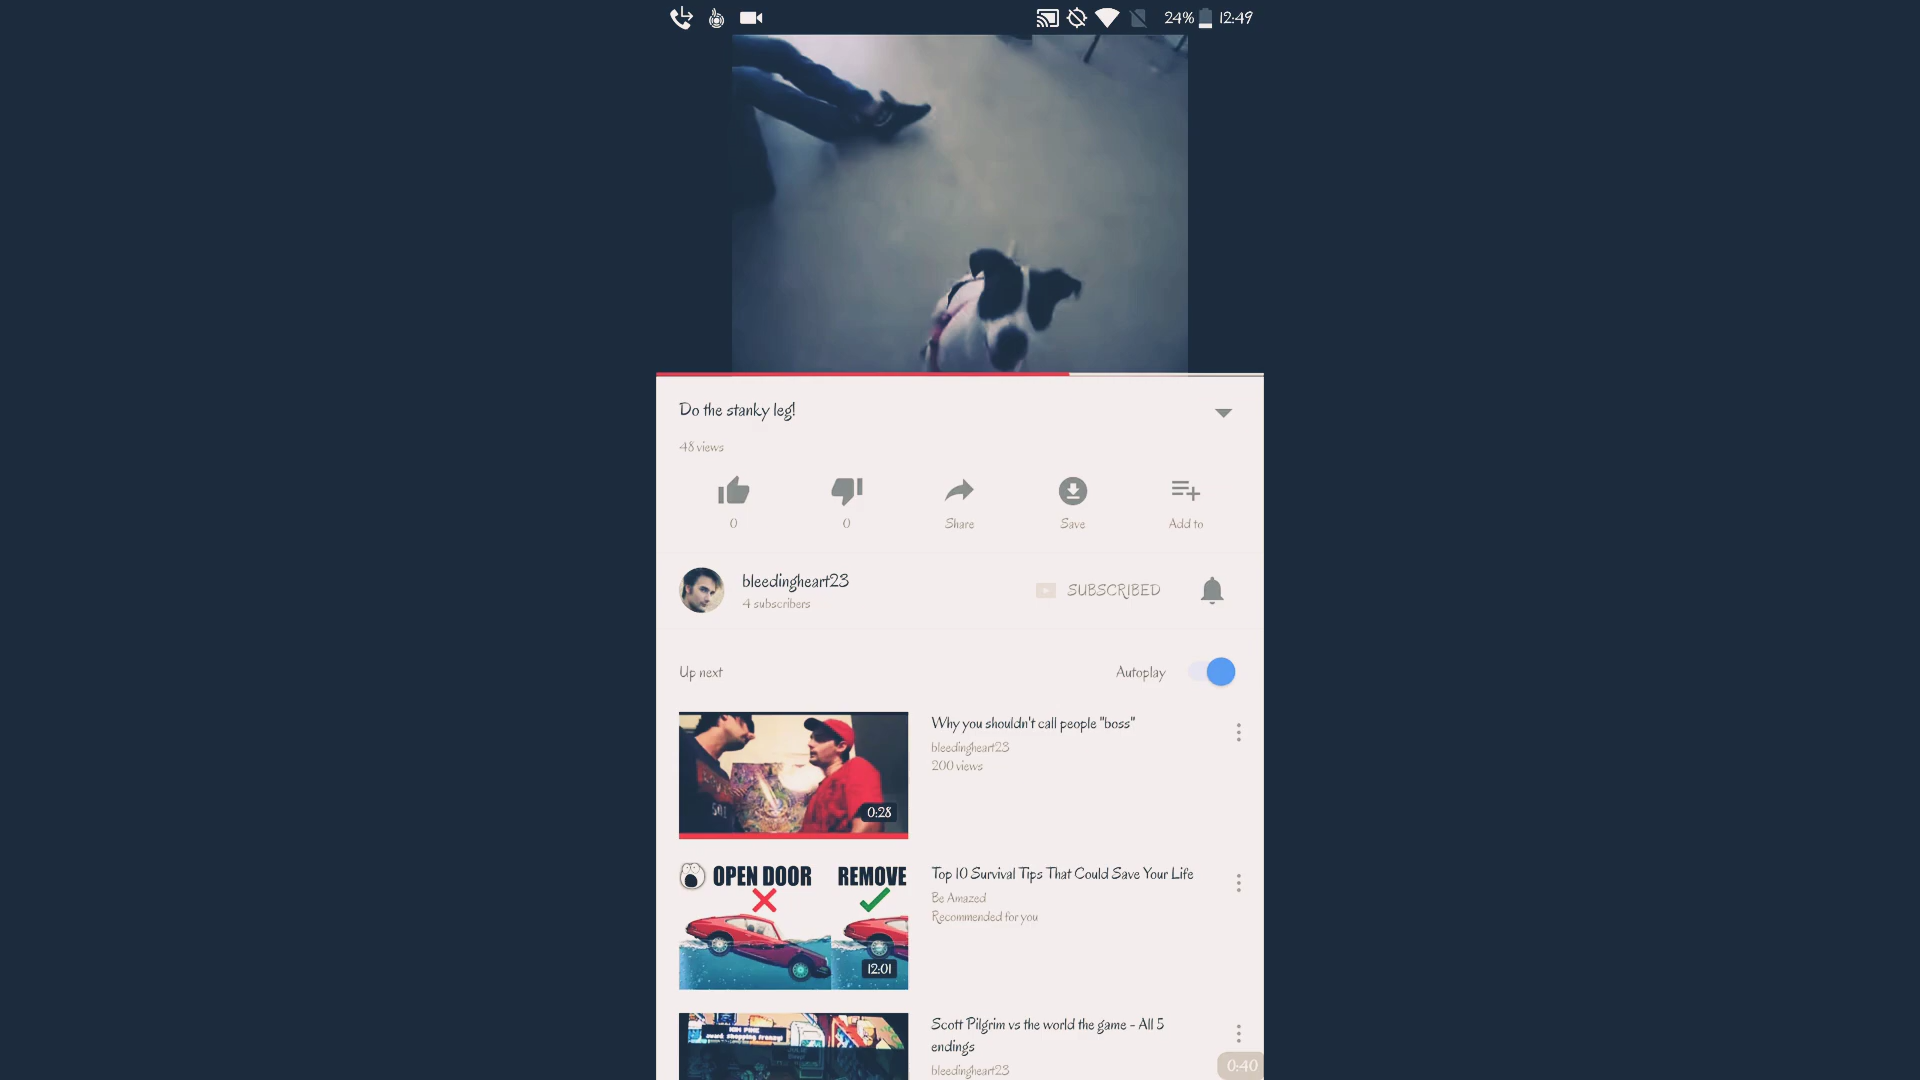 24% 12:49
Do the stanky leg!
48 views
0
0
Share
Save
Add to
bleedingheart23
4 subscribers
SUBSCRIBED
Up next
Autoplay
0:28
Why you shouldn't call people "boss"
bleedingheart23
200 views
OPEN DOOR
REMOVE
12:01
Top 10 Survival Tips That Could Save Your Life
Be Amazed
Recommended for you
Scott Pilgrim vs the world the game - All 5
endings
bleedingheart23
0:40